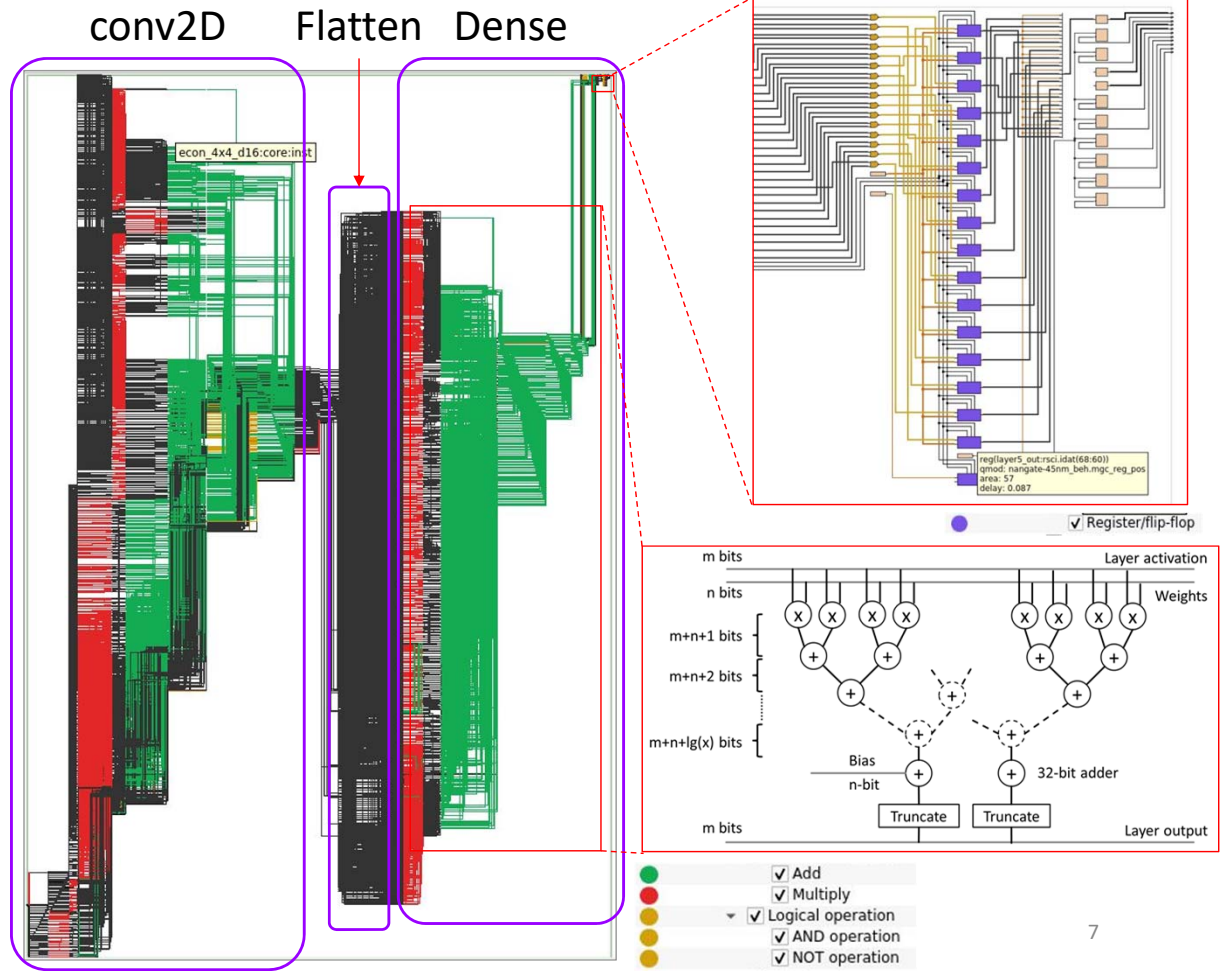 conv2D
Flatten
Dense
econ_4x4_d16:core:inst
reg(layer5_out:rsci.idat(68:60))
qmod: nangate-45nm_beh.mgc_reg_pos
area: 57
delay: 0.087
Register/flip-flop
m bits
Layer activation
n bits
Weights
x x x x x x x x
m+n+1 bits
+ + + +
m+n+2 bits
+ + +
+ +
m+n+lg(x) bits
Bias
n-bit
+ +
32-bit adder
Truncate
Truncate
m bits
Layer output
Add
Multiply
Logical operation
AND operation
NOT operation
7